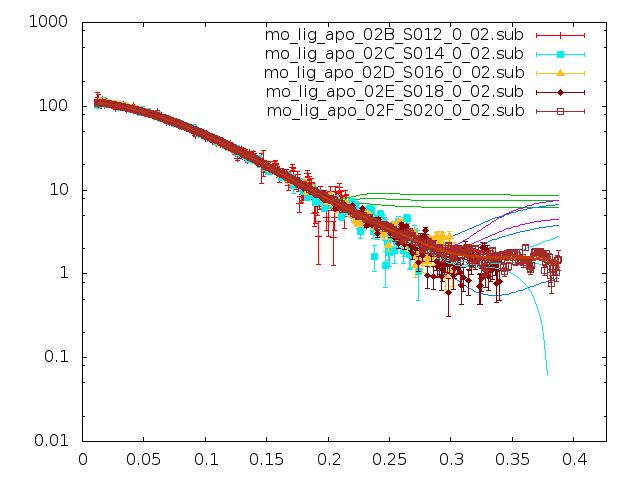 1000
100
10
1
0.1
0.01
mo_lig_apo_02B_S012_0_02.sub
mo_lig_apo_02C_S014_0_02.sub
mo_lig_apo_02D_S016_0_02.sub
mo_lig_apo_02E_S018_0_02.sub
mo_lig_apo_02F_S020_0_02.sub
0 0.05 0.1 0.15 0.2 0.25 0.3 0.35 0.4